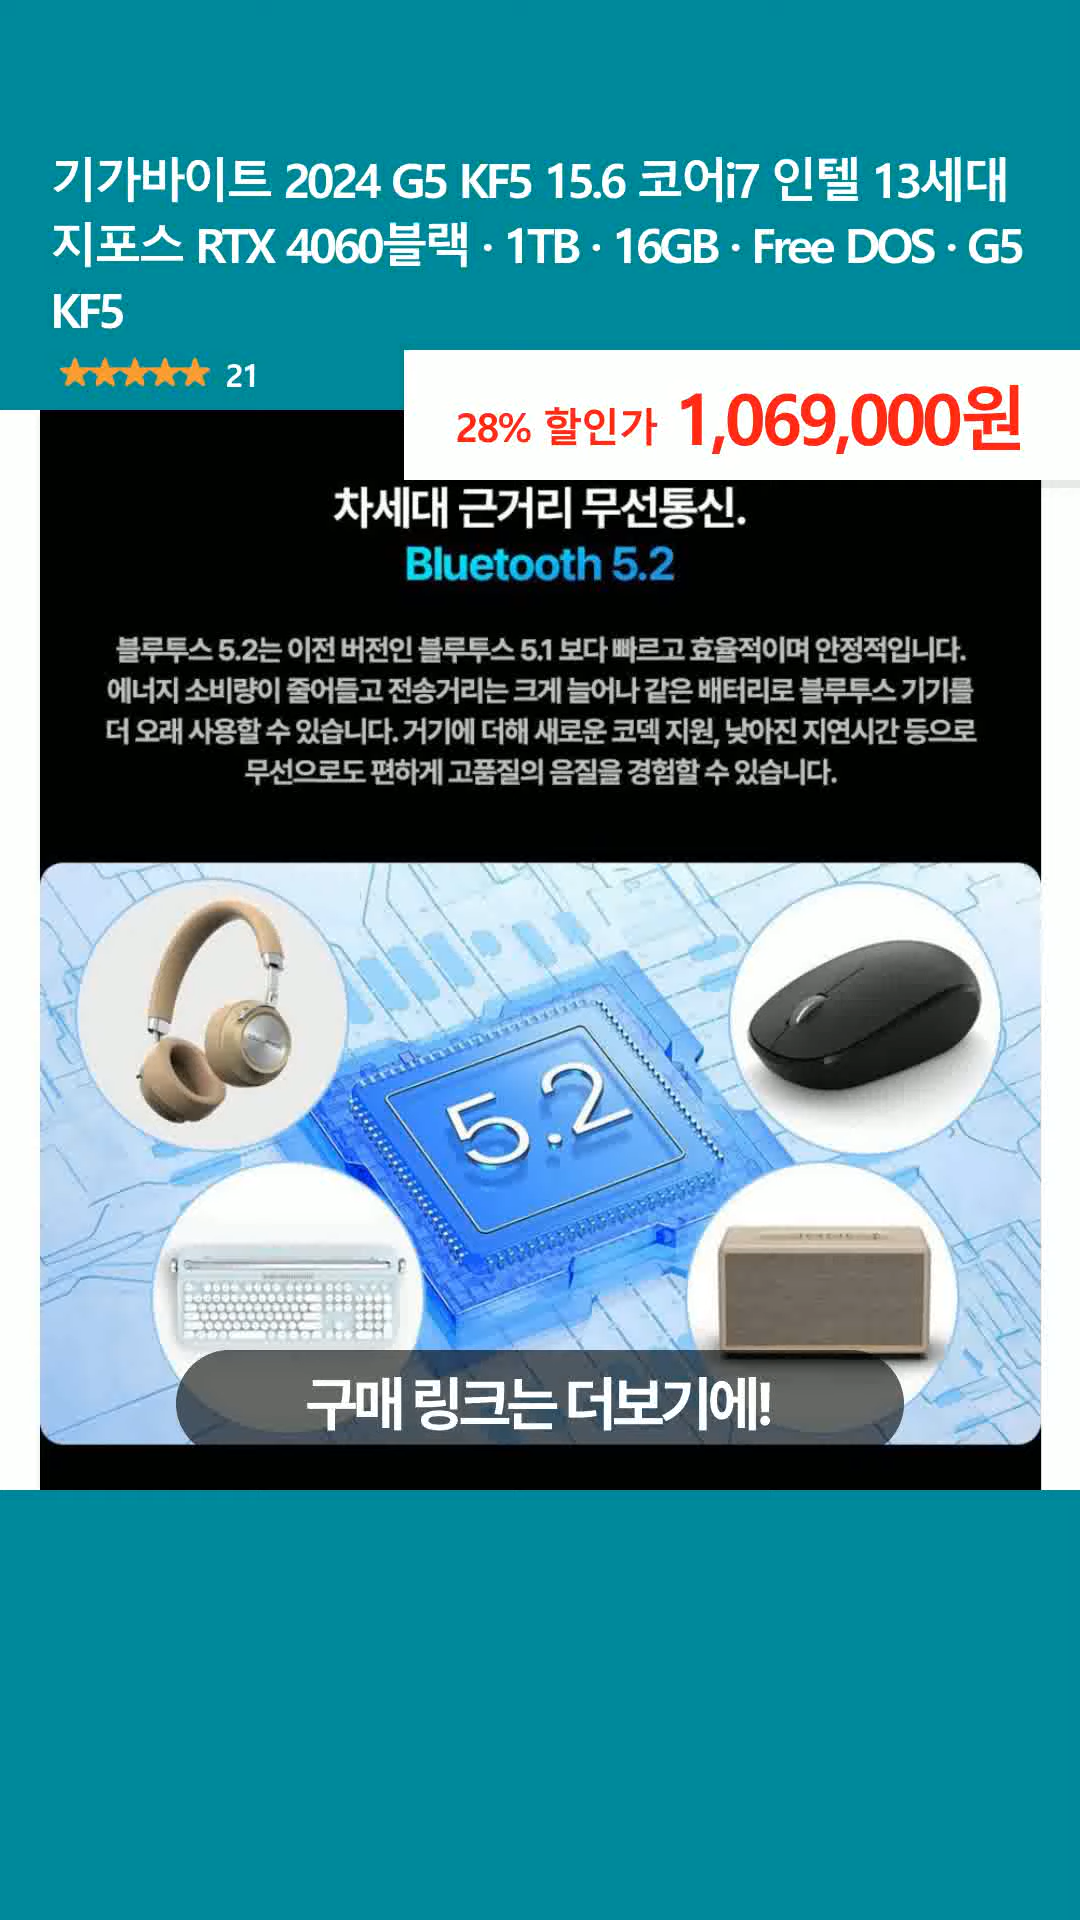 기가바이트 2024 G5 KF5 15.6 코어i7 인텔 13세대
지포스 RTX 4060블랙 · 1TB · 16GB · Free DOS · G5
KF5
21
28% 할인가 1,069,000원
차세대 근거리 무선통신.
Bluetooth 5.2
블루투스 5.2는 이전 버전인 블루투스 5.1 보다 빠르고 효율적이며 안정적입니다.
에너지 소비량이 줄어들고 전송거리는 크게 늘어나 같은 배터리로 블루투스 기기를
더 오래 사용할 수 있습니다. 거기에 더해 새로운 코덱 지원, 낮아진 지연시간 등으로
무선으로도 편하게 고품질의 음질을 경험할 수 있습니다.
5.2
구매 링크는 더보기에!